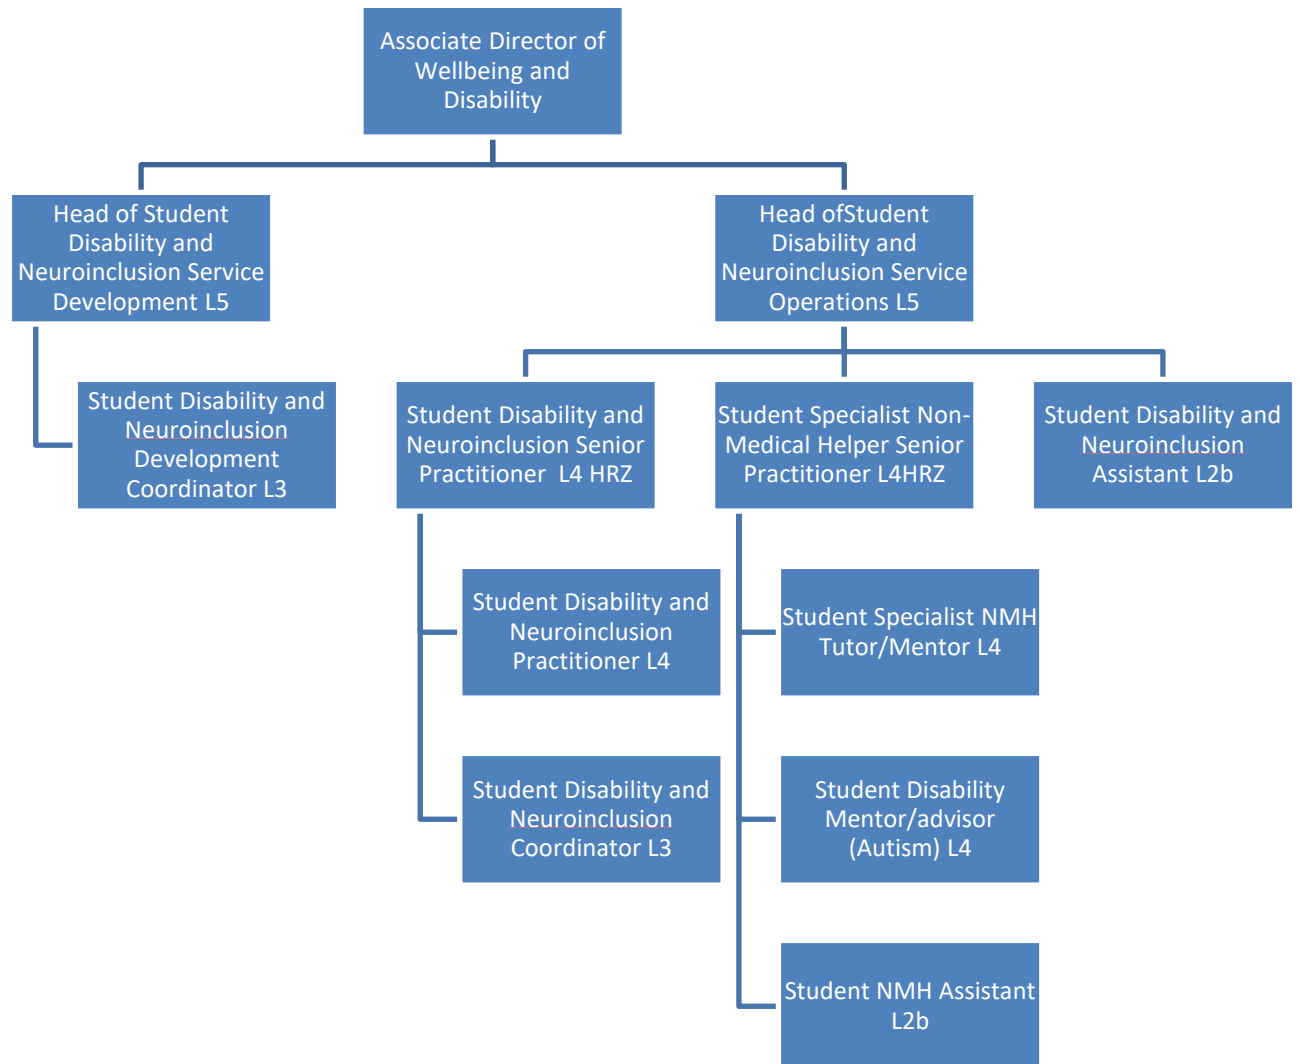 Associate Director of
Wellbeing and
Disability
Head of Student
Disability and
Neuroinclusion Service
Development L5
Head ofStudent
Disability and
Neuroinclusion Service
Operations L5
Student Disability and
Neuroinclusion
Development
Coordinator L3
Student Disability and
Neuroinclusion Senior
Practitioner  L4 HRZ
Student Specialist Non-
Medical Helper Senior
Practitioner L4HRZ
Student Disability and
Neuroinclusion
Assistant L2b
Student Disability and
Neuroinclusion
Practitioner L4
Student Specialist NMH
Tutor/Mentor L4
Student Disability and
Neuroinclusion
Coordinator L3
Student Disability
Mentor/advisor
(Autism) L4
Student NMH Assistant
L2b